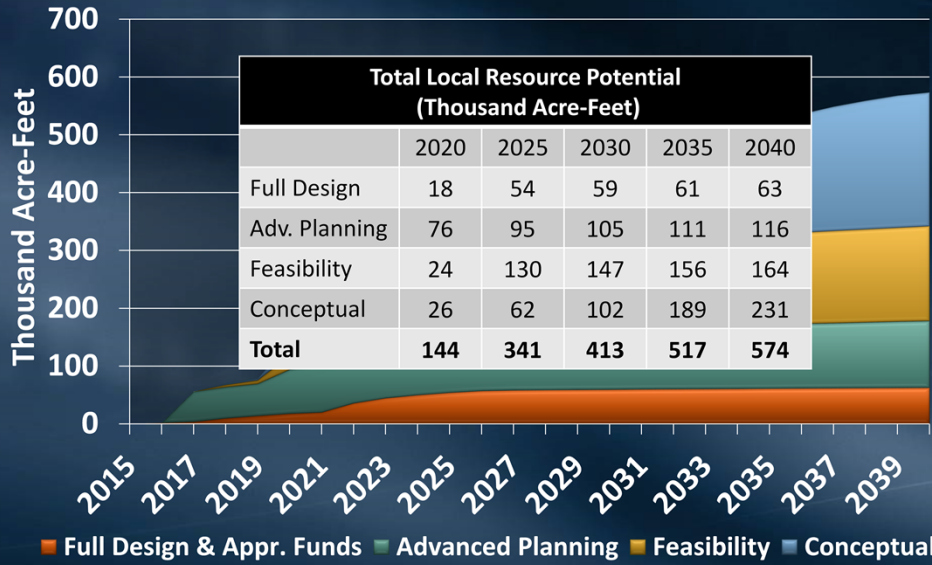 700
600
500
400
300
200
100
0
Thousand Acre-Feet
Total Local Resource Potential
(Thousand Acre-Feet)
2020 2025 2030 2035 2040
Full Design 18 54 59 61 63
Adv. Planning 76 95 105 111 116
Feasibility 24 130 147 156 164
Conceptual 26 62 102 189 231
Total 144 341 413 517 574
2015 2017 2019 2021 2023 2025 2027 2029 2031 2033 2035 2037 2039
Full Design & Appr. Funds Advanced Planning Feasibility Conceptual